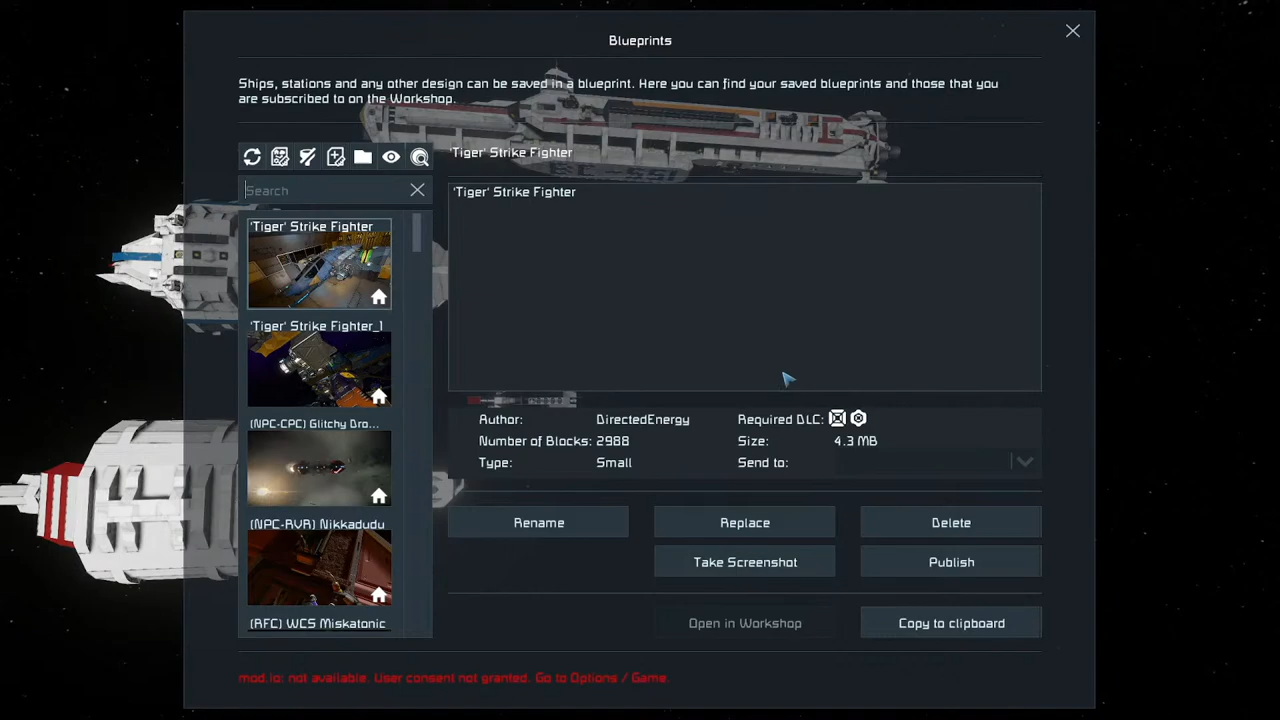 Blueprints
Ships, stations and any other design can be saved in a blueprint. Here you can find your saved blueprints and those that you
are subscribed to on the Workshop.
Search
'Tiger' Strike Fighter
'Tiger' Strike Fighter_1
(NPC-CPC) Glitchy Dro...
(NPC-RVR) Nikkadudu
(RFC) WCS Miskatonic
'Tiger' Strike Fighter
'Tiger' Strike Fighter
Author: DirectedEnergy Required DLC:
Number of Blocks: 2988 Size: 4.3 MB
Type: Small Send to:
Rename Replace Delete
Take Screenshot Publish
Open in Workshop Copy to clipboard
mod.io: not available. User consent not granted. Go to Options / Game.